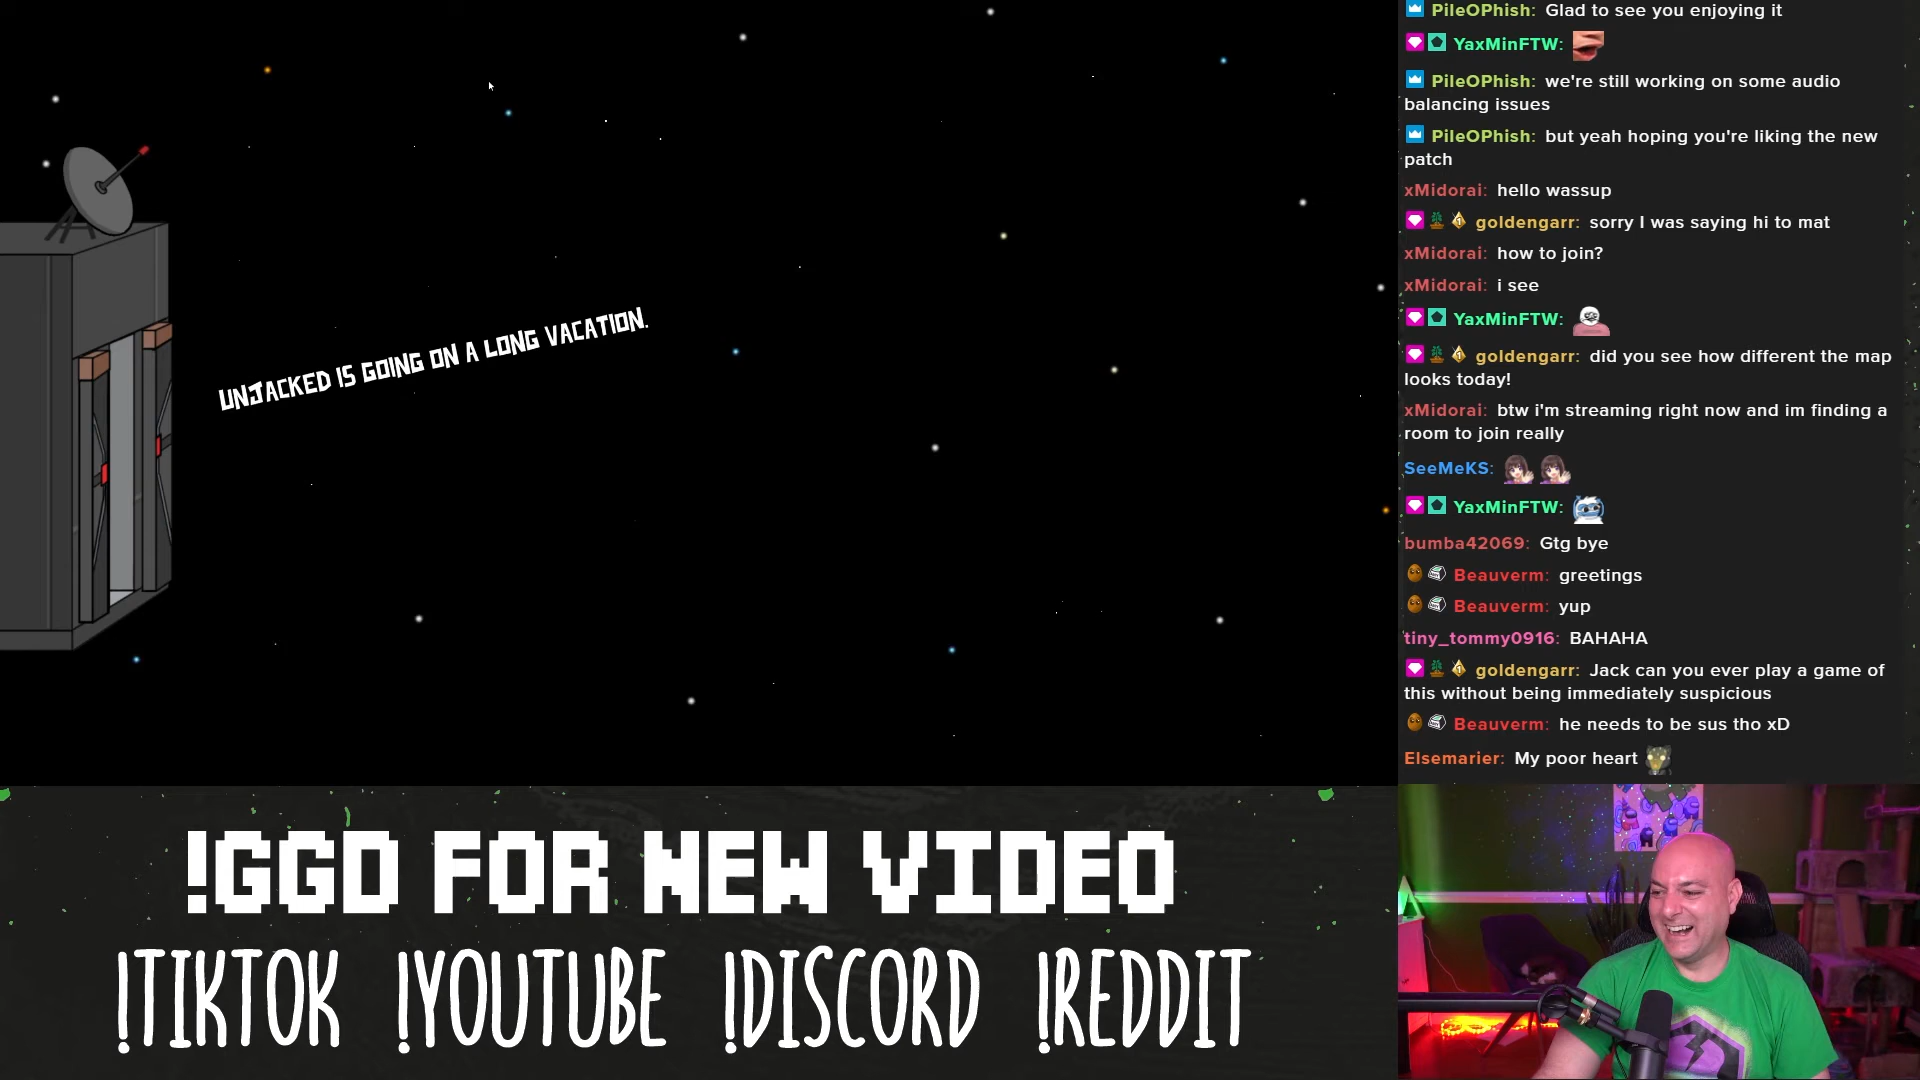 UNJACKED IS GOING ON A LONG VACATION.
!GGD FOR NEW VIDEO
!TIKTOK !YOUTUBE !DISCORD !REDDIT
PileOPhish: Glad to see you enjoying it
YaxMinFTW:
PileOPhish: we're still working on some audio
balancing issues
PileOPhish: but yeah hoping you're liking the new
patch
xMidorai: hello wassup
goldengarr: sorry I was saying hi to mat
xMidorai: how to join?
xMidorai: i see
YaxMinFTW:
goldengarr: did you see how different the map
looks today!
xMidorai: btw i'm streaming right now and im finding a
room to join really
SeeMeKS:
YaxMinFTW:
bumba42069: Gtg bye
Beauverm: greetings
Beauverm: yup
tiny_tommy0916: BAHAHA
goldengarr: Jack can you ever play a game of
this without being immediately suspicious
Beauverm: he needs to be sus tho xD
Elsemarier: My poor heart